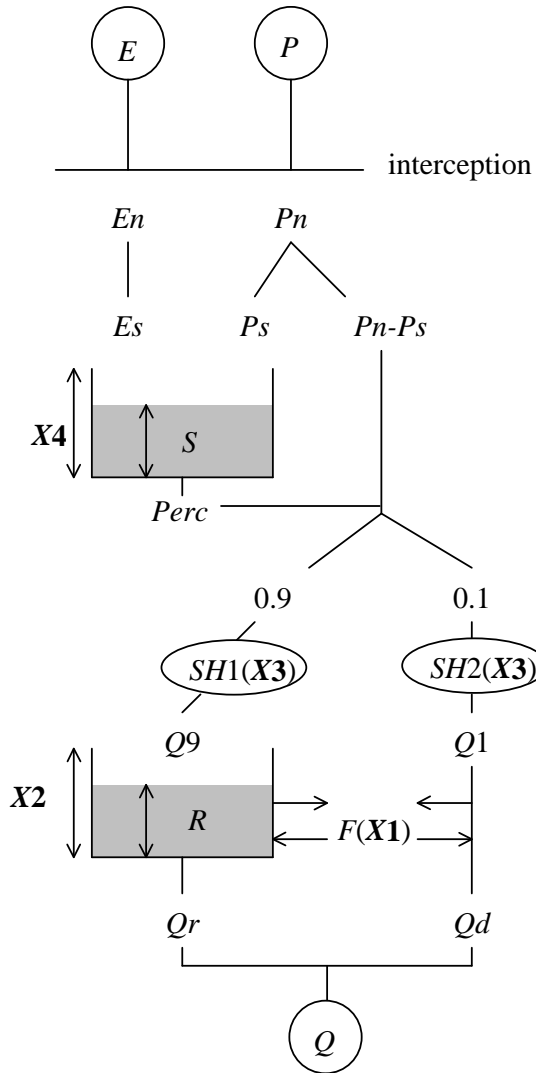 E P
interception
En Pn
Es Ps Pn-Ps
X4 S
Perc
0.9 0.1
SH1(X3) SH2(X3)
Q9 Q1
X2 R F(X1)
Qr Qd
Q